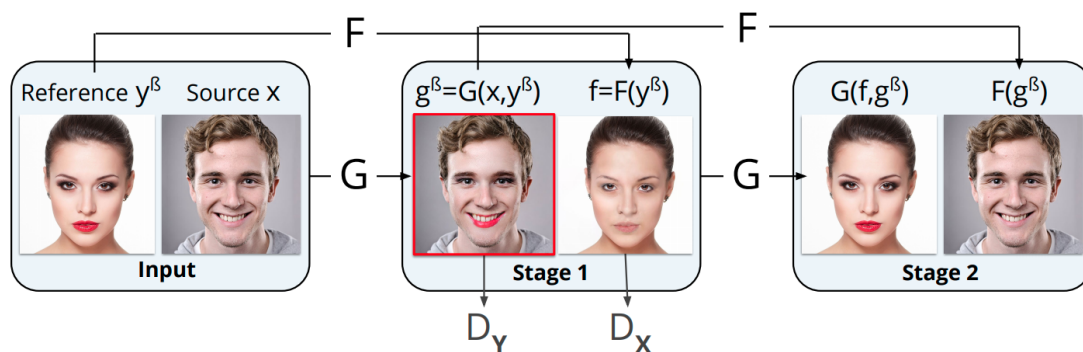 F
F
Reference y^ß Source x
g^ß=G(x,y^ß) f=F(y^ß)
G(f,g^ß) F(g^ß)
G
G
Input
Stage 1
Stage 2
D_Y D_X